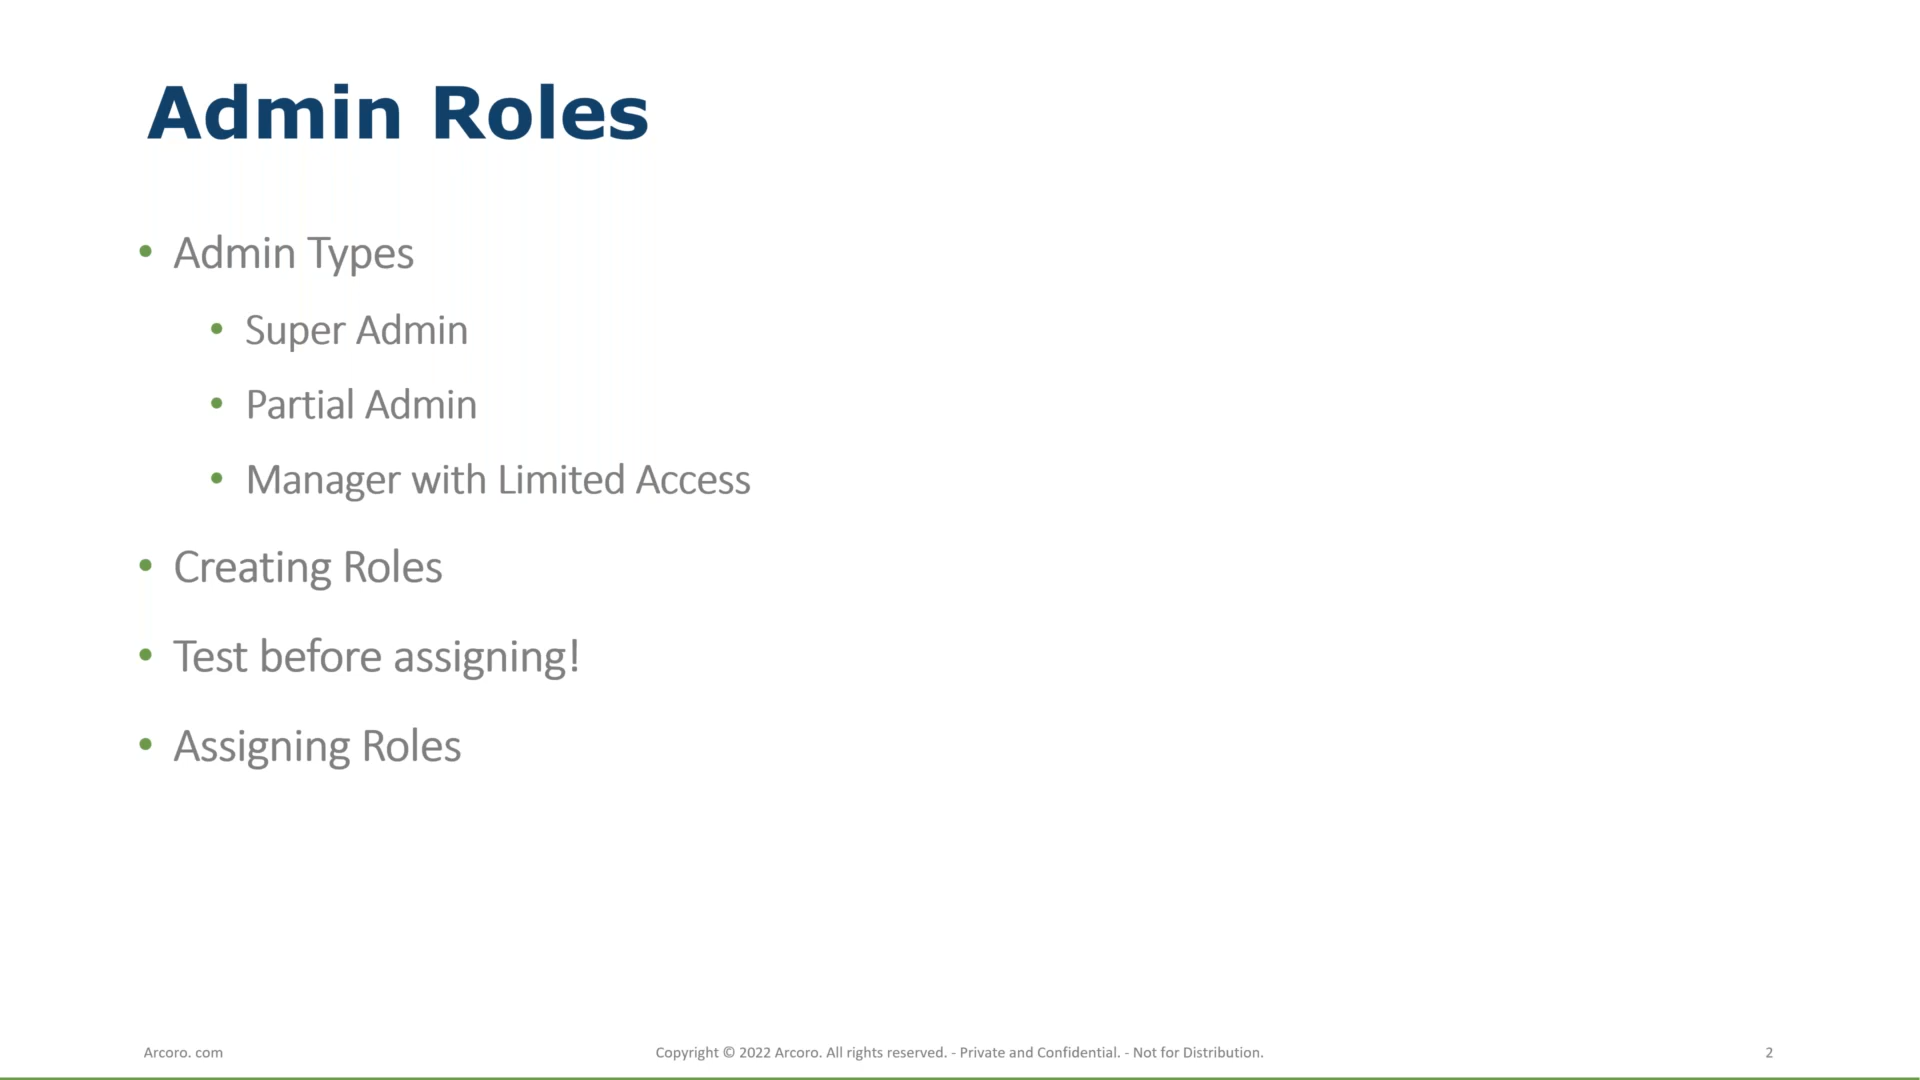 Admin Roles
• Admin Types
• Super Admin
• Partial Admin
• Manager with Limited Access
• Creating Roles
• Test before assigning!
• Assigning Roles
Arcoro. com
Copyright © 2022 Arcoro. All rights reserved. - Private and Confidential. - Not for Distribution.
2